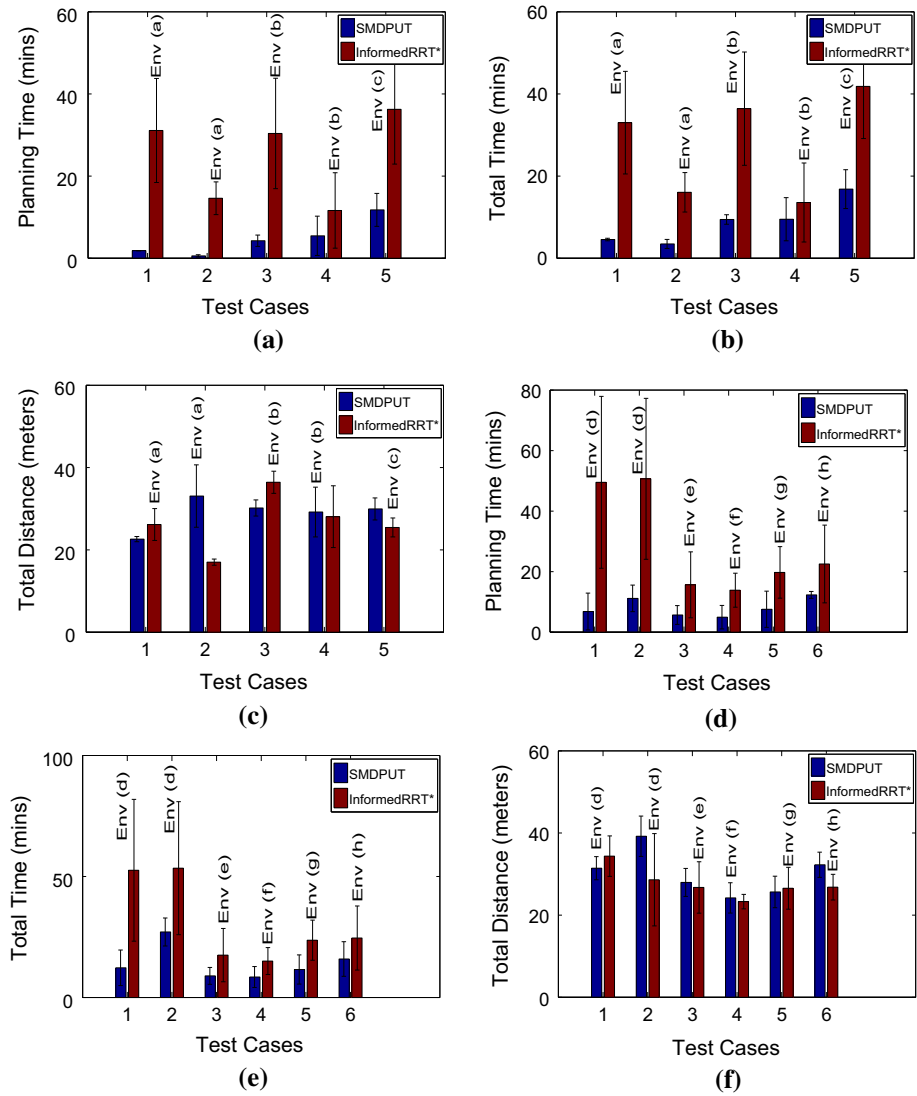 60
40
20
0
Planning Time (mins)
SMDPUT
InformedRRT*
Env (a)
Env (a)
Env (b)
Env (b)
Env (c)
1 2 3 4 5
Test Cases
(a)
60
40
20
0
Total Time (mins)
SMDPUT
InformedRRT*
Env (a)
Env (a)
Env (b)
Env (b)
Env (c)
1 2 3 4 5
Test Cases
(b)
60
40
20
0
Total Distance (meters)
SMDPUT
InformedRRT*
Env (a)
Env (a)
Env (b)
Env (b)
Env (c)
1 2 3 4 5
Test Cases
(c)
80
60
40
20
0
Planning Time (mins)
SMDPUT
InformedRRT*
Env (d)
Env (d)
Env (e)
Env (f)
Env (g)
Env (h)
1 2 3 4 5 6
Test Cases
(d)
100
50
0
Total Time (mins)
SMDPUT
InformedRRT*
Env (d)
Env (d)
Env (e)
Env (f)
Env (g)
Env (h)
1 2 3 4 5 6
Test Cases
(e)
60
40
20
0
Total Distance (meters)
SMDPUT
InformedRRT*
Env (d)
Env (d)
Env (e)
Env (f)
Env (g)
Env (h)
1 2 3 4 5 6
Test Cases
(f)